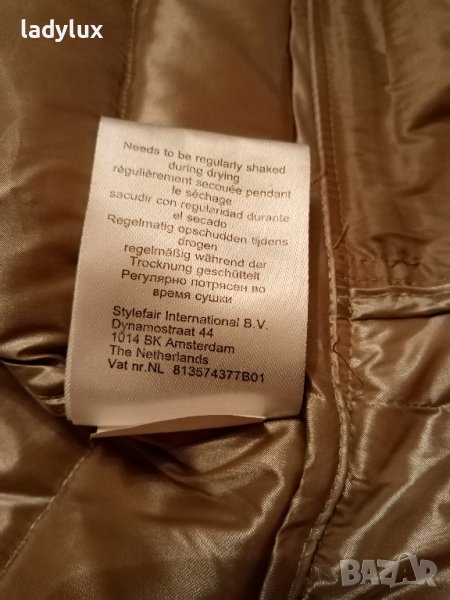 ladylux
Needs to be regularly shaked
during drying
régulièrement secouée pendant
le séchage
sacudir con regularidad durante
el secado
Regelmatig opschudden tijdens
drogen
regelmäßig während der
Trocknung geschüttelt
Регулярно потрясен во
время сушки
Stylefair International B.V.
Dynamostraat 44
1014 BK Amsterdam
The Netherlands
Vat nr.NL 813574377B01
BAZAR